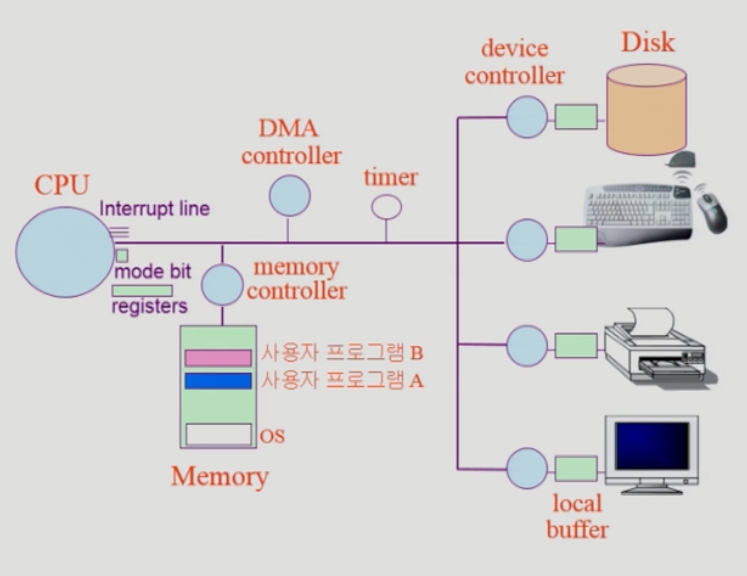 device
controller
Disk
DMA
controller
timer
CPU
Interrupt line
mode bit
registers
memory
controller
사용자 프로그램 B
사용자 프로그램 A
OS
Memory
local
buffer